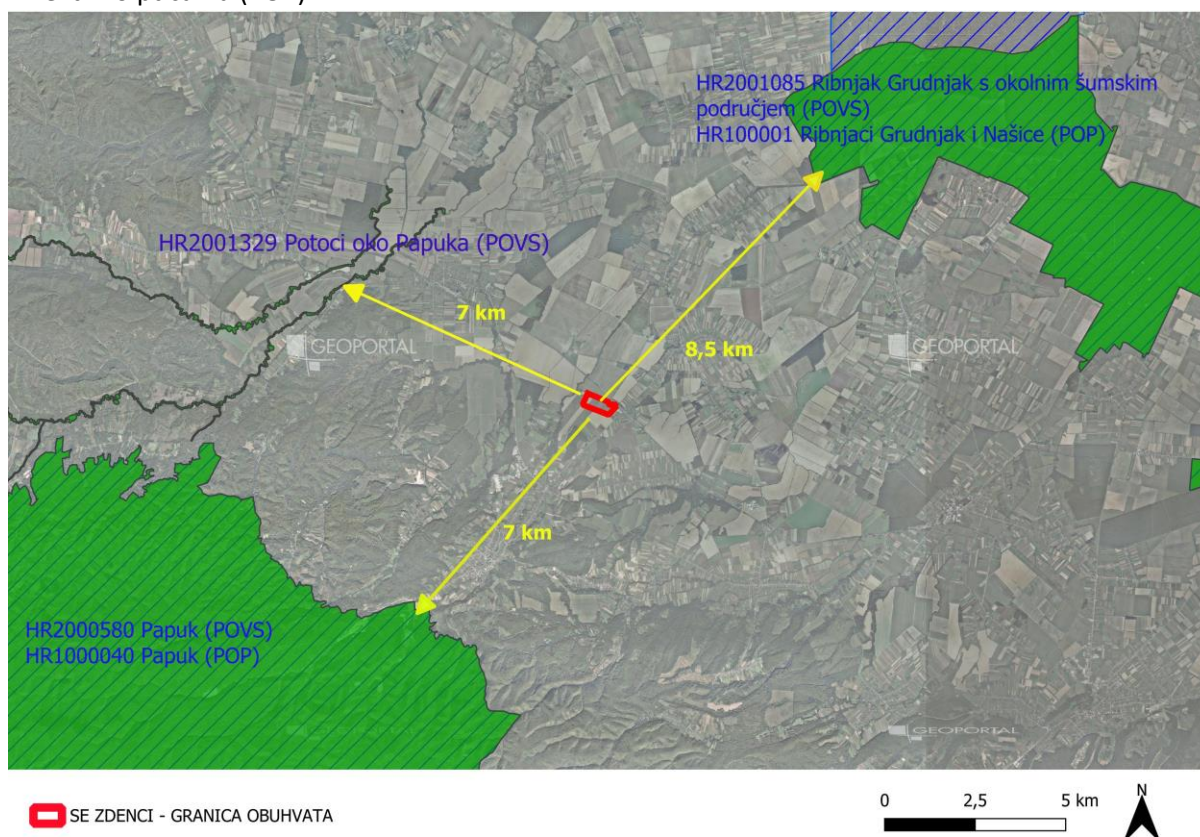 HR2001085 Ribnjak Grudnjak s okolnim šumskim
područjem (POVS)
HR100001 Ribnjaci Grudnjak i Našice (POP)
HR2001329 Potoci oko Papuka (POVS)
7 km
GEOPORTAL
8,5 km
GEOPORTAL
7 km
HR2000580 Papuk (POVS)
HR1000040 Papuk (POP)
GEOPORTAL
SE ZDENCI - GRANICA OBUHVATA
0 2,5 5 km
N